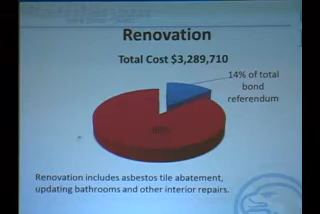 Renovation
Total Cost $3,289,710
14% of total
bond
referendum
Renovation includes asbestos tile abatement,
updating bathrooms and other interior repairs.